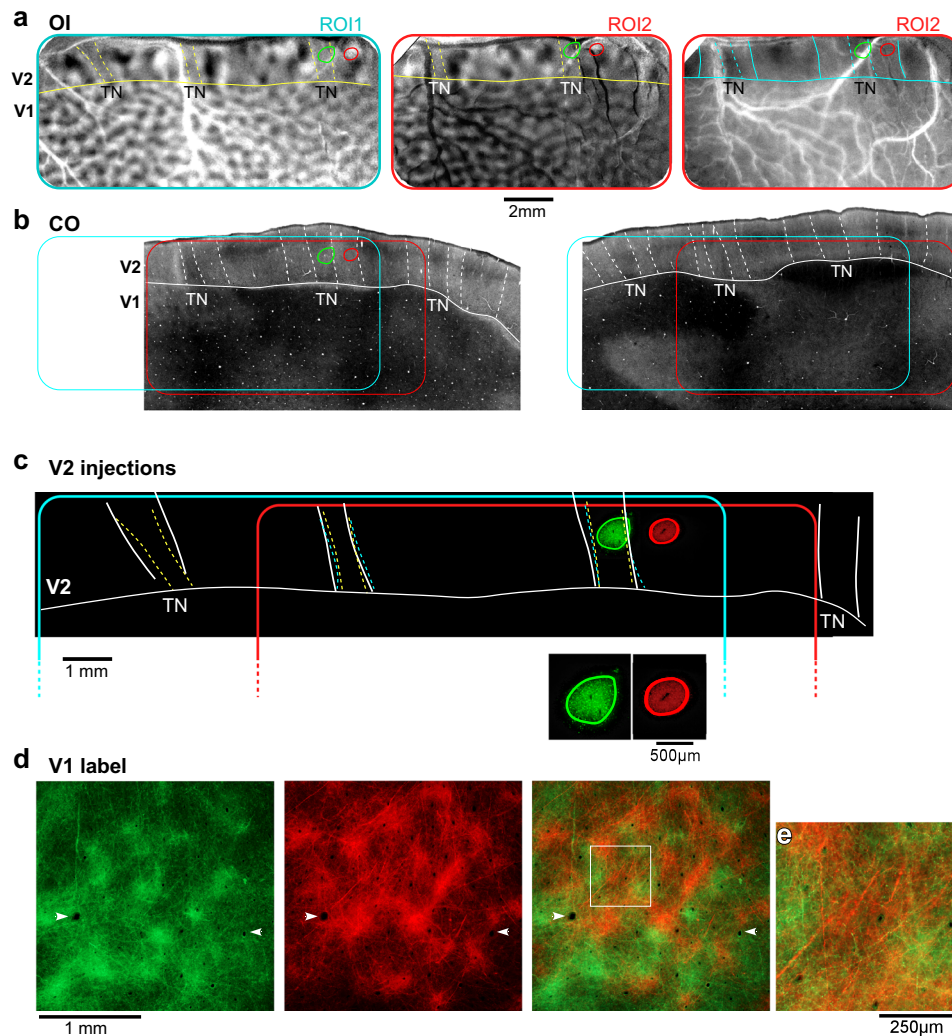 a
OI
ROI1
ROI2
ROI2
V2
V1
TN
TN
TN
TN
TN
TN
TN
2mm
b
CO
V2
V1
TN
TN
TN
TN
TN
TN
c
V2 injections
V2
TN
TN
1 mm
500µm
d
V1 label
e
1 mm
250µm